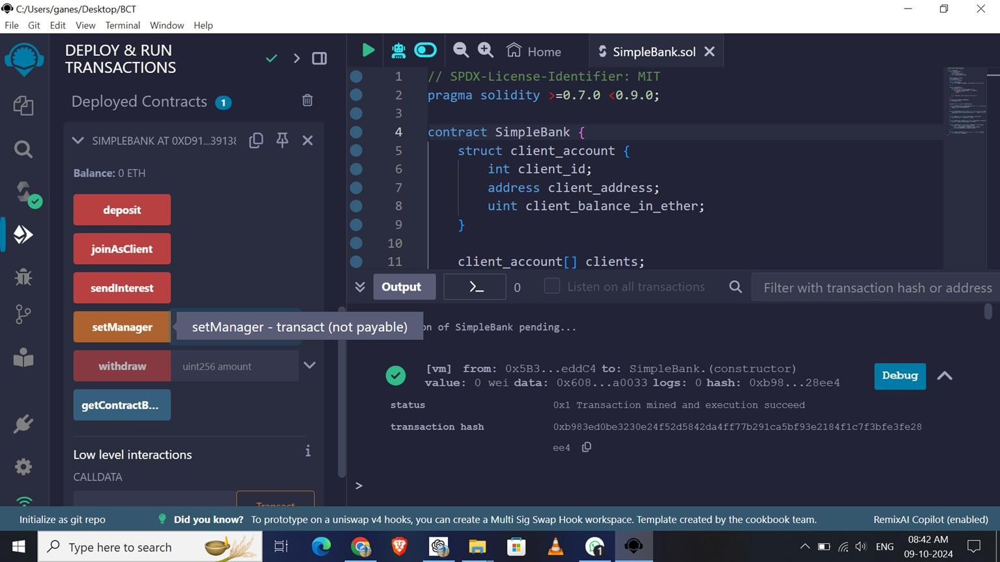 C:/Users/ganes/Desktop/BCT
File Git Edit View Terminal Window Help
DEPLOY & RUN
TRANSACTIONS
Deployed Contracts 1
SIMPLEBANK AT 0XD91...39138
Balance: 0 ETH
deposit
joinAsClient
sendInterest
setManager
setManager - transact (not payable)
withdraw uint256 amount
getContractB...
Low level interactions i
CALLDATA
Transact
Home SimpleBank.sol
1 // SPDX-License-Identifier: MIT
2 pragma solidity >=0.7.0 <0.9.0;
3
4 contract SimpleBank {
5 struct client_account {
6 int client_id;
7 address client_address;
8 uint client_balance_in_ether;
9 }
10
11 client_account[] clients;
Output >_ 0 Listen on all transactions Filter with transaction hash or address
on of SimpleBank pending...
[vm] from: 0x5B3...eddC4 to: SimpleBank.(constructor)
value: 0 wei data: 0x608...a0033 logs: 0 hash: 0xb98...28ee4
Debug
status 0x1 Transaction mined and execution succeed
transaction hash 0xb983ed0be3230e24f52d5842da4ff77b291ca5bf93e2184f1c7f3bfe3fe28
ee4
>
Initialize as git repo Did you know? To prototype on a uniswap v4 hooks, you can create a Multi Sig Swap Hook workspace. Template created by the cookbook team. RemixAI Copilot (enabled)
Type here to search
1
ENG
08:42 AM
09-10-2024